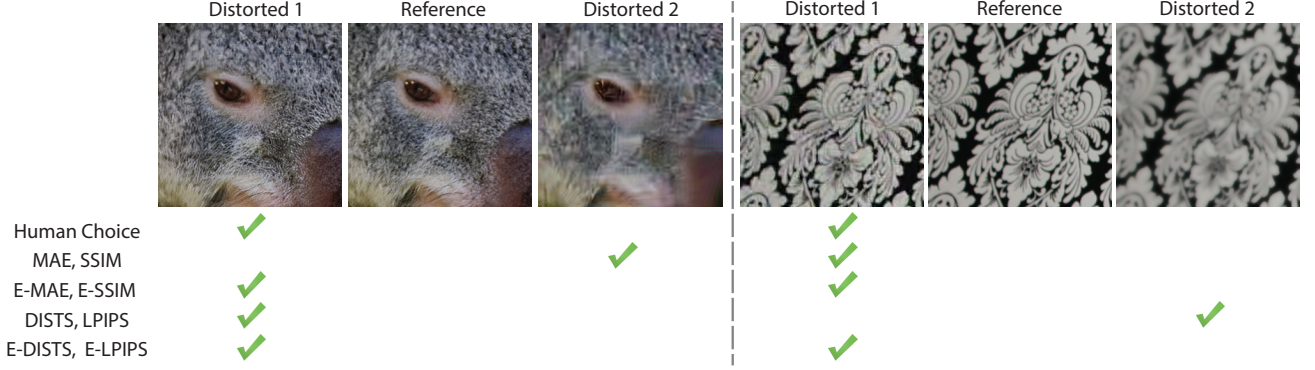 Distorted 1 Reference Distorted 2 Distorted 1 Reference Distorted 2
Human Choice
MAE, SSIM
E-MAE, E-SSIM
DISTS, LPIPS
E-DISTS, E-LPIPS